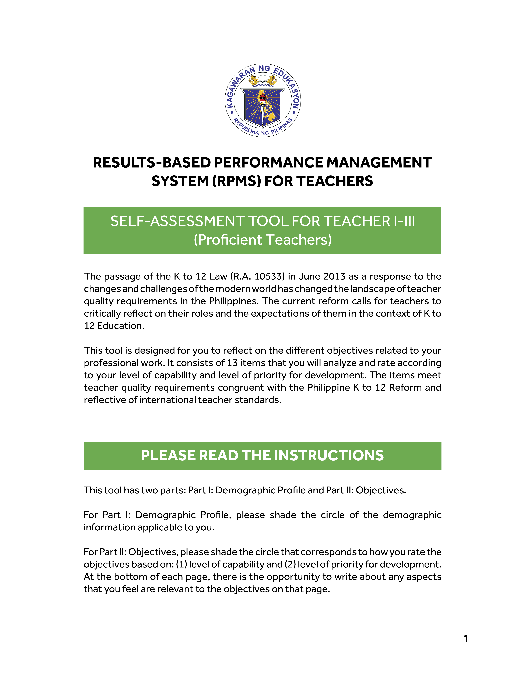 KAGAWARAN NG EDUKASYON
REPUBLIKA NG PILIPINAS
RESULTS-BASED PERFORMANCE MANAGEMENT
SYSTEM (RPMS) FOR TEACHERS
SELF-ASSESSMENT TOOL FOR TEACHER I-III
(Proficient Teachers)
The passage of the K to 12 Law (R.A. 10533) in June 2013 as a response to the
changes and challenges of the modern world has changed the landscape of teacher
quality requirements in the Philippines. The current reform calls for teachers to
critically reflect on their roles and the expectations of them in the context of K to
12 Education.
This tool is designed for you to reflect on the different objectives related to your
professional work. It consists of 13 items that you will analyze and rate according
to your level of capability and level of priority for development. The items meet
teacher quality requirements congruent with the Philippine K to 12 Reform and
reflective of international teacher standards.
PLEASE READ THE INSTRUCTIONS
This tool has two parts: Part I: Demographic Profile and Part II: Objectives.
For Part I: Demographic Profile, please shade the circle of the demographic
information applicable to you.
For Part II: Objectives, please shade the circle that corresponds to how you rate the
objectives based on: (1) level of capability and (2) level of priority for development.
At the bottom of each page, there is the opportunity to write about any aspects
that you feel are relevant to the objectives on that page.
1